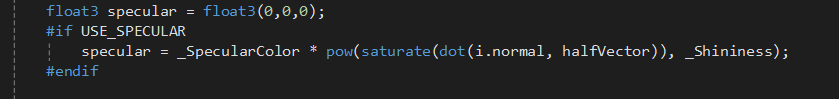 float3 specular = float3(0,0,0);
#if USE_SPECULAR
specular = _SpecularColor * pow(saturate(dot(i.normal, halfVector)), _Shininess);
#endif